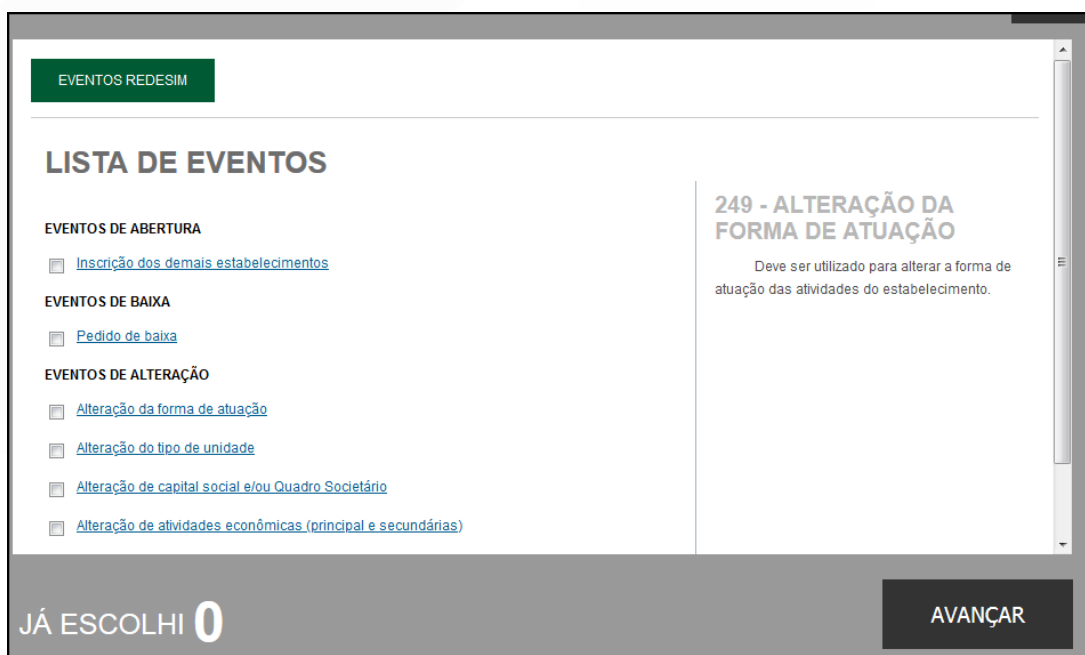 EVENTOS REDESIM
LISTA DE EVENTOS
EVENTOS DE ABERTURA
Inscrição dos demais estabelecimentos
EVENTOS DE BAIXA
Pedido de baixa
EVENTOS DE ALTERAÇÃO
Alteração da forma de atuação
Alteração do tipo de unidade
Alteração de capital social e/ou Quadro Societário
Alteração de atividades econômicas (principal e secundárias)
249 - ALTERAÇÃO DA
FORMA DE ATUAÇÃO
Deve ser utilizado para alterar a forma de
atuação das atividades do estabelecimento.
JÁ ESCOLHI 0
AVANÇAR